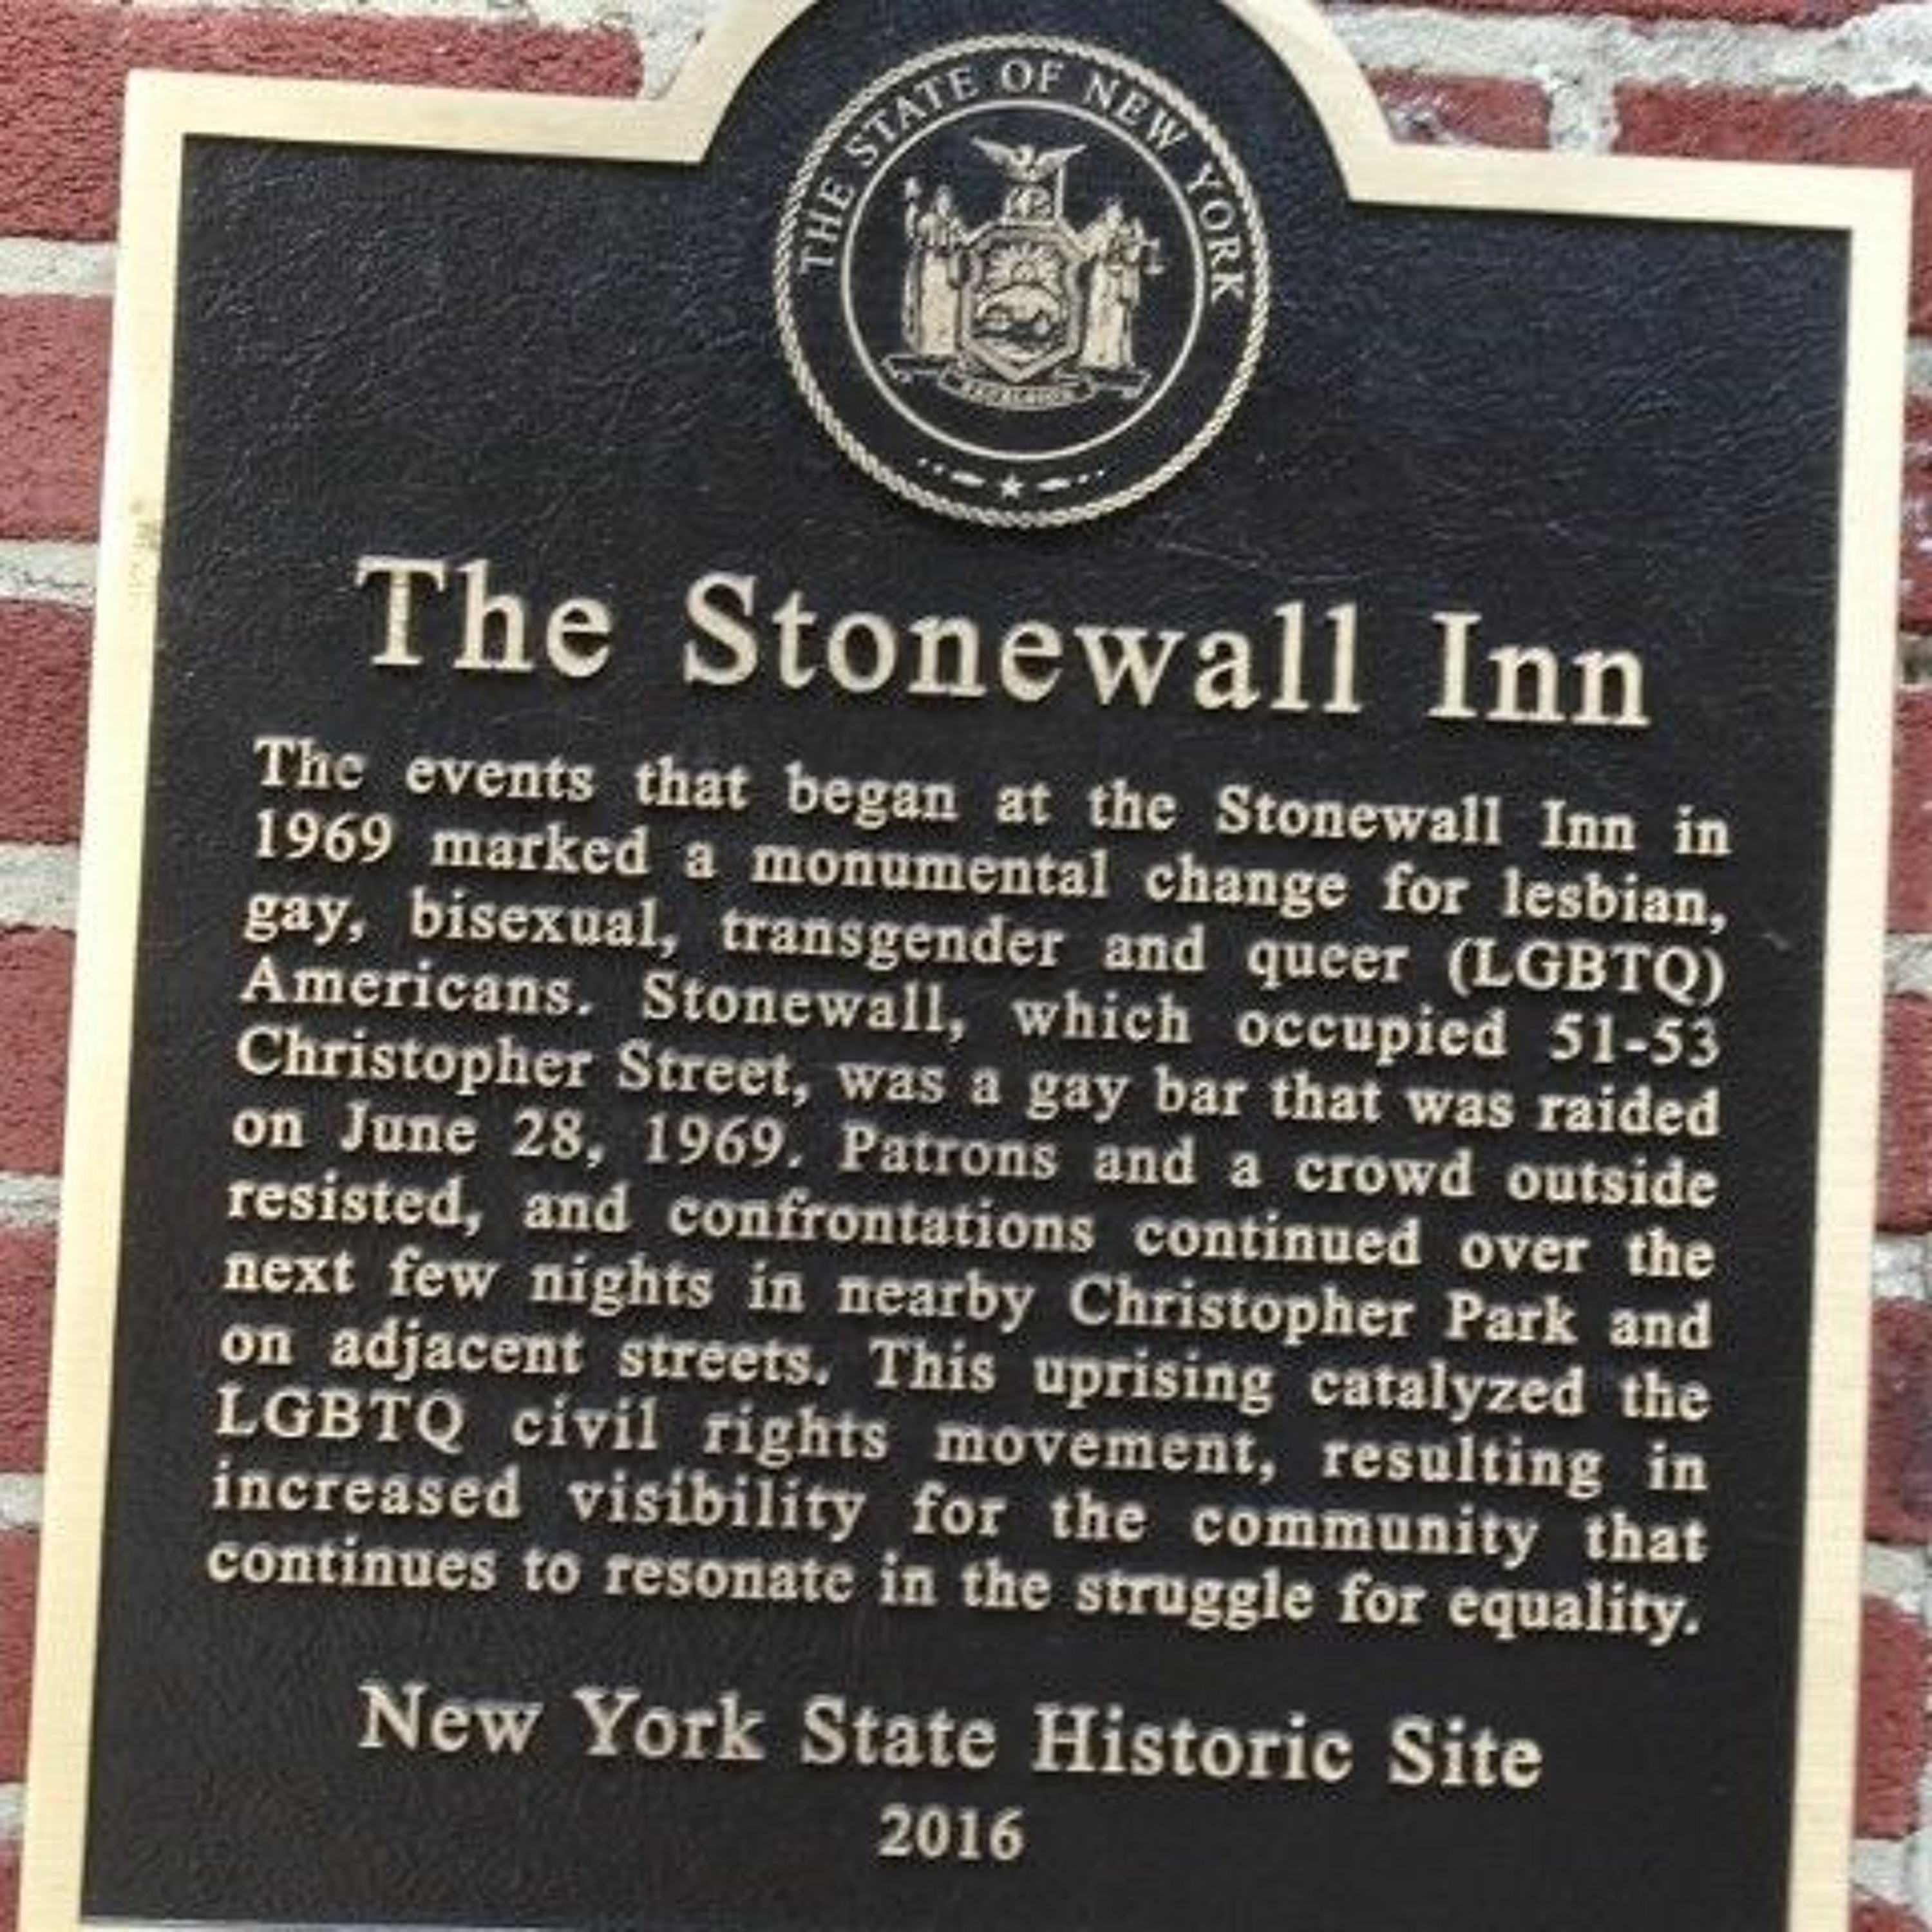 THE STATE OF NEW YORK
EXCELSIOR
The Stonewall Inn
The events that began at the Stonewall Inn in
1969 marked a monumental change for lesbian,
gay, bisexual, transgender and queer (LGBTQ)
Americans. Stonewall, which occupied 51-53
Christopher Street, was a gay bar that was raided
on June 28, 1969. Patrons and a crowd outside
resisted, and confrontations continued over the
next few nights in nearby Christopher Park and
on adjacent streets. This uprising catalyzed the
LGBTQ civil rights movement, resulting in
increased visibility for the community that
continues to resonate in the struggle for equality.
New York State Historic Site
2016